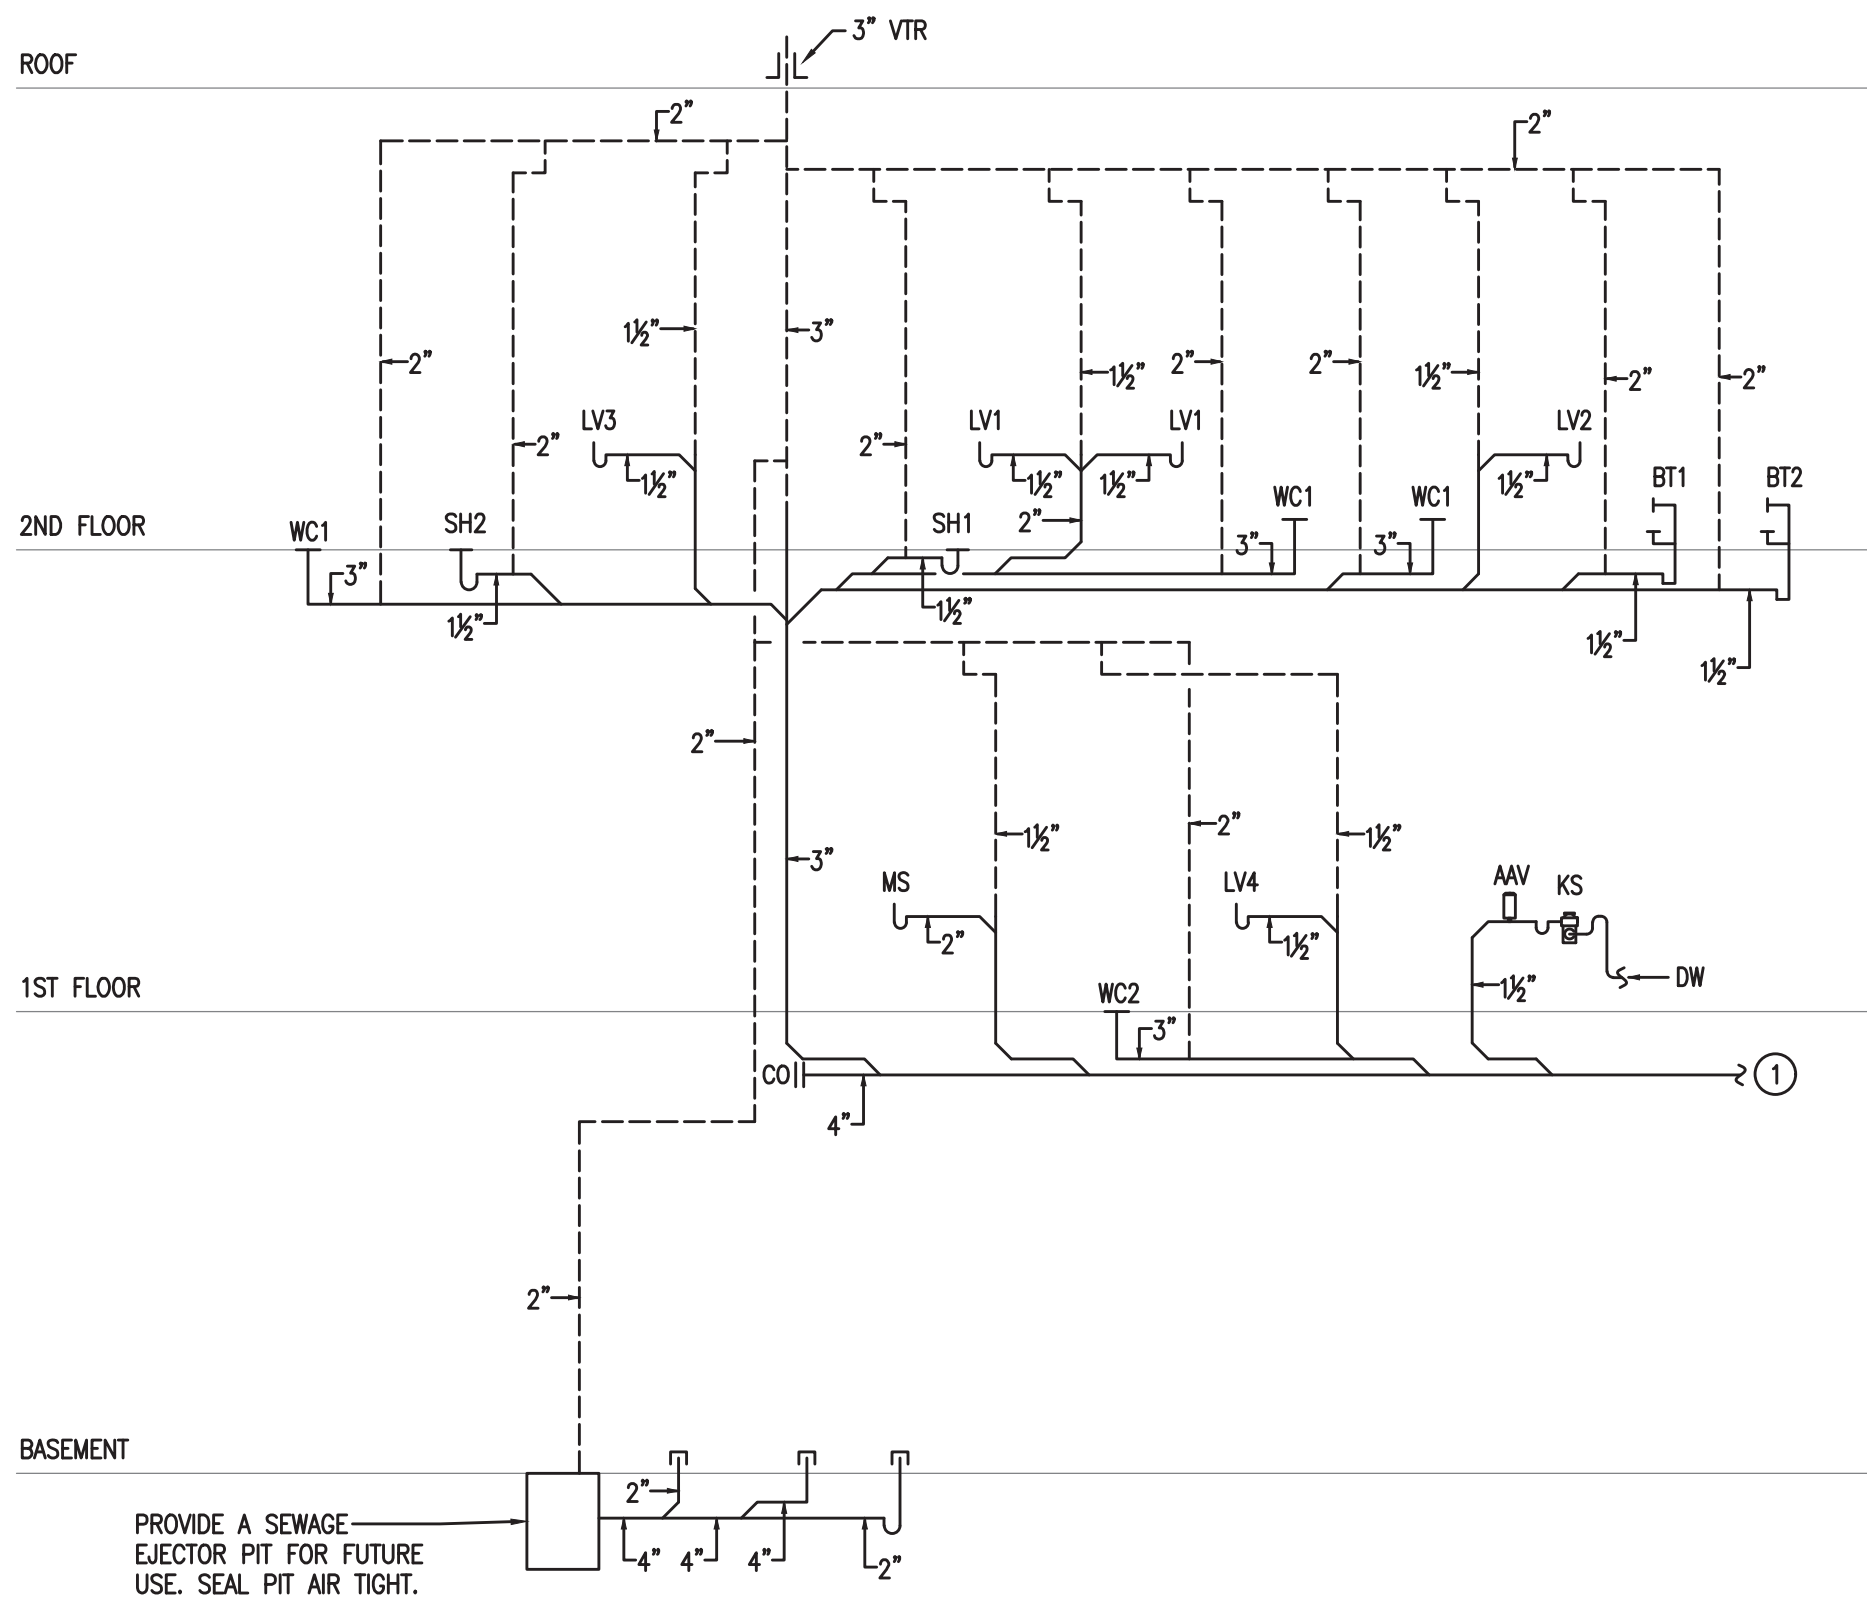 3" VTR
ROOF
2"
2"
1½"
3"
2"
1½"
2"
2"
1½"
2"
2"
LV3
LV1
LV1
LV2
2"
2"
1½"
1½"
1½"
1½"
BT1
BT2
2ND FLOOR
WC1
SH2
SH1
2"
WC1
WC1
3"
3"
3"
1½"
1½"
1½"
1½"
2"
3"
1½"
2"
1½"
MS
LV4
AAV
KS
2"
1½"
1ST FLOOR
WC2
1½"
DW
3"
CO
1
4"
2"
BASEMENT
2"
PROVIDE A SEWAGE
EJECTOR PIT FOR FUTURE
USE. SEAL PIT AIR TIGHT.
4"
4"
4"
2"